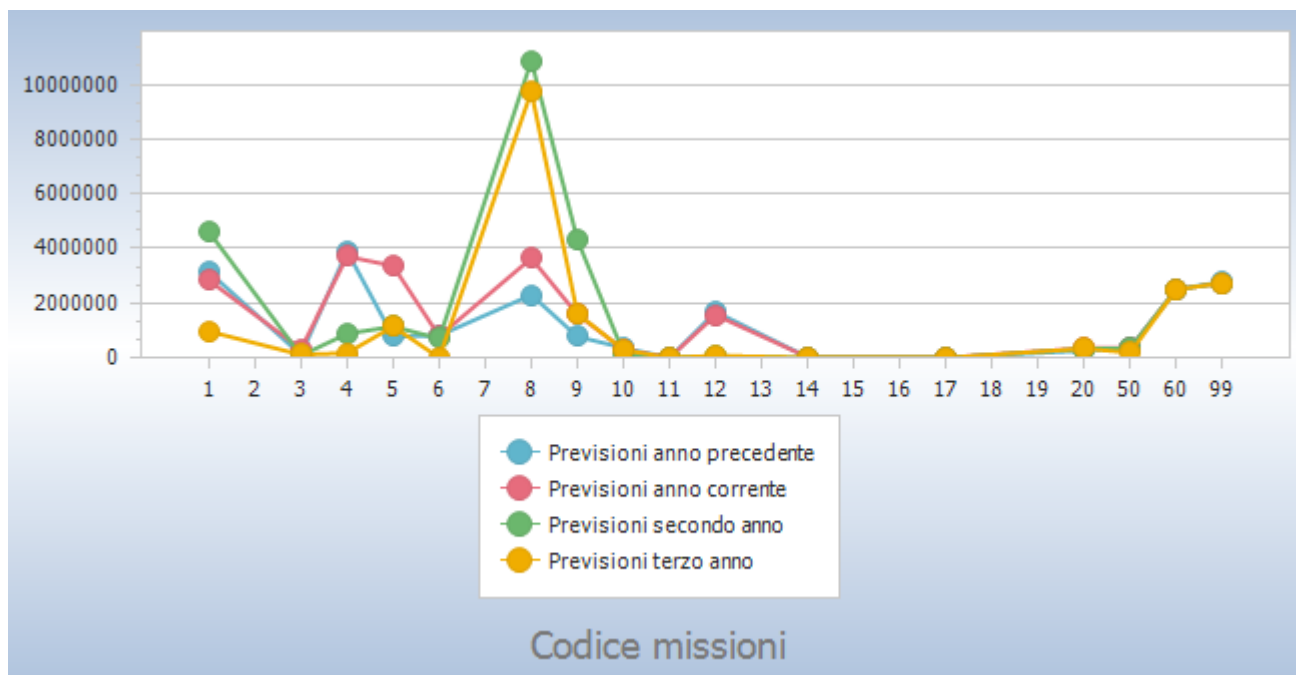 10000000
8000000
6000000
4000000
2000000
0
1 2 3 4 5 6 7 8 9 10 11 12 13 14 15 16 17 18 19 20 50 60 99
Previsioni anno precedente
Previsioni anno corrente
Previsioni secondo anno
Previsioni terzo anno
Codice missioni